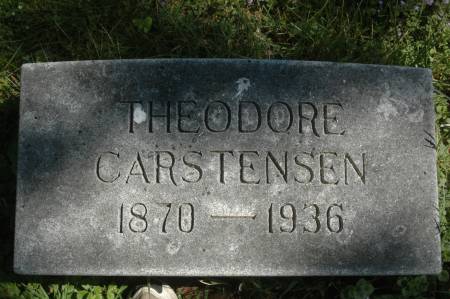 THEODORE
CARSTENSEN
1870 — 1936